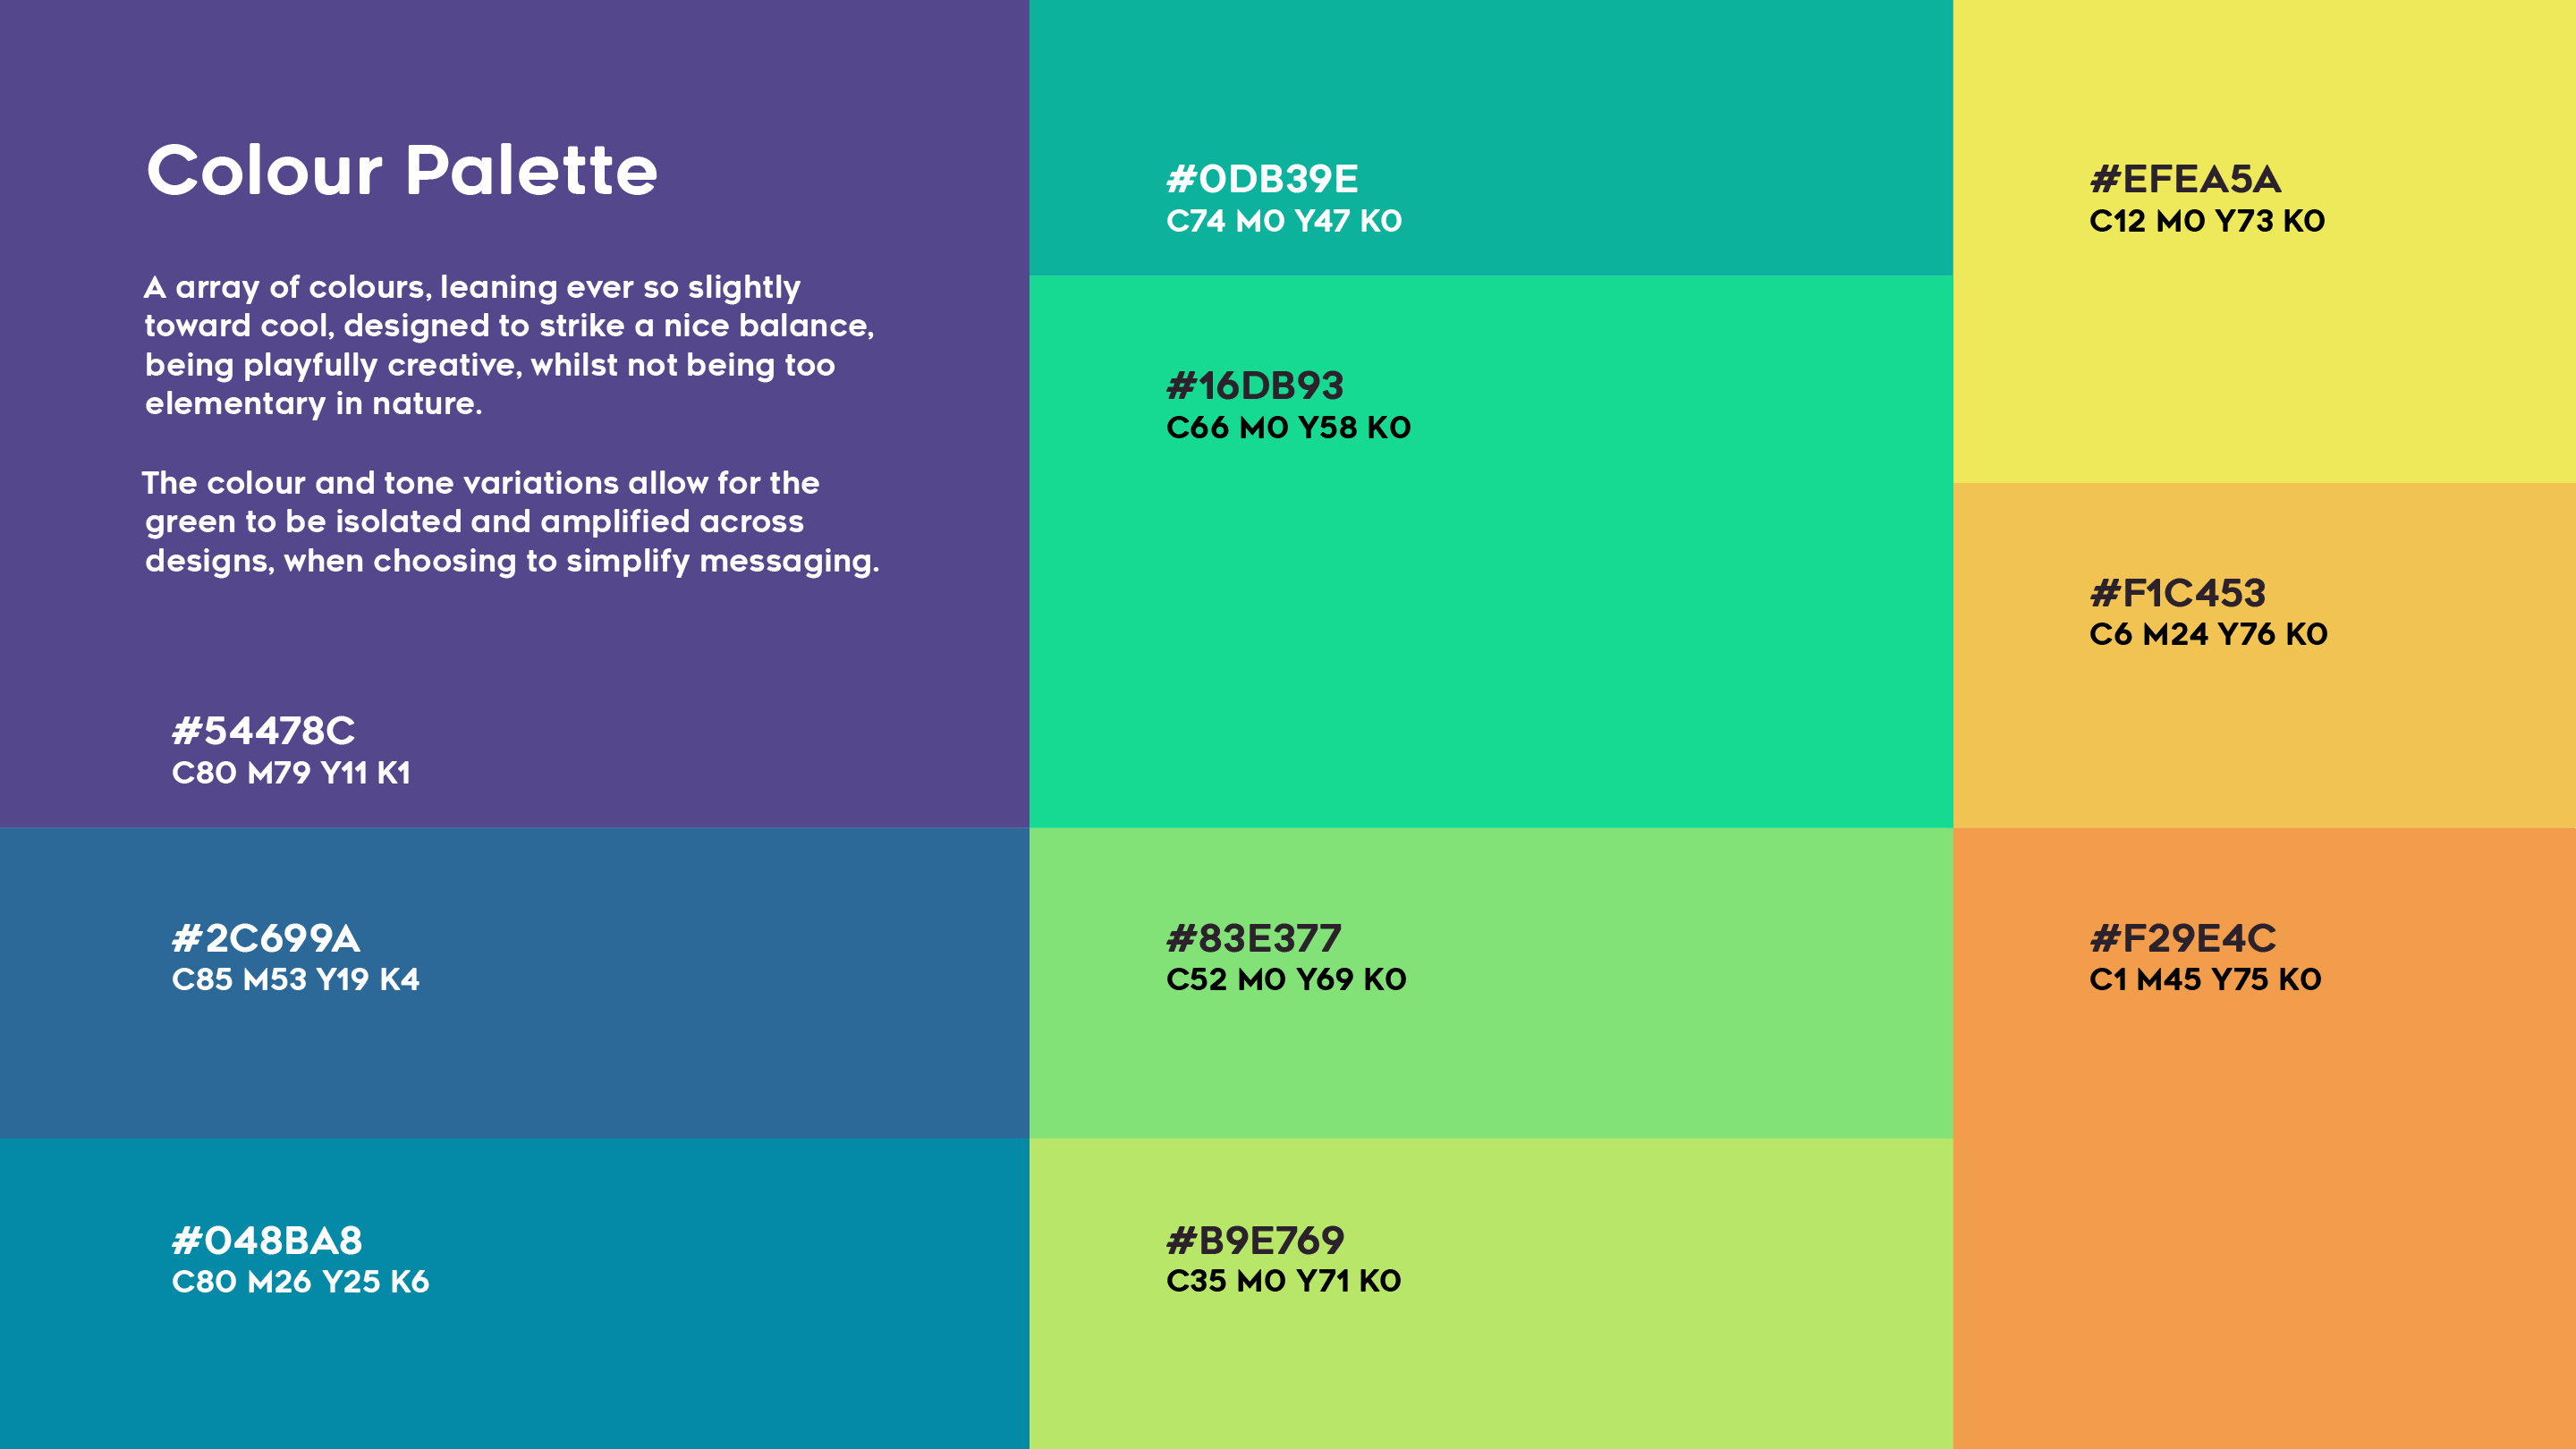 Colour Palette
A array of colours, leaning ever so slightly
toward cool, designed to strike a nice balance,
being playfully creative, whilst not being too
elementary in nature.
The colour and tone variations allow for the
green to be isolated and amplified across
designs, when choosing to simplify messaging.
#54478C
C80 M79 Y11 K1
#2C699A
C85 M53 Y19 K4
#048BA8
C80 M26 Y25 K6
#0DB39E
C74 M0 Y47 K0
#16DB93
C66 M0 Y58 K0
#83E377
C52 M0 Y69 K0
#B9E769
C35 M0 Y71 K0
#EFEA5A
C12 M0 Y73 K0
#F1C453
C6 M24 Y76 K0
#F29E4C
C1 M45 Y75 K0